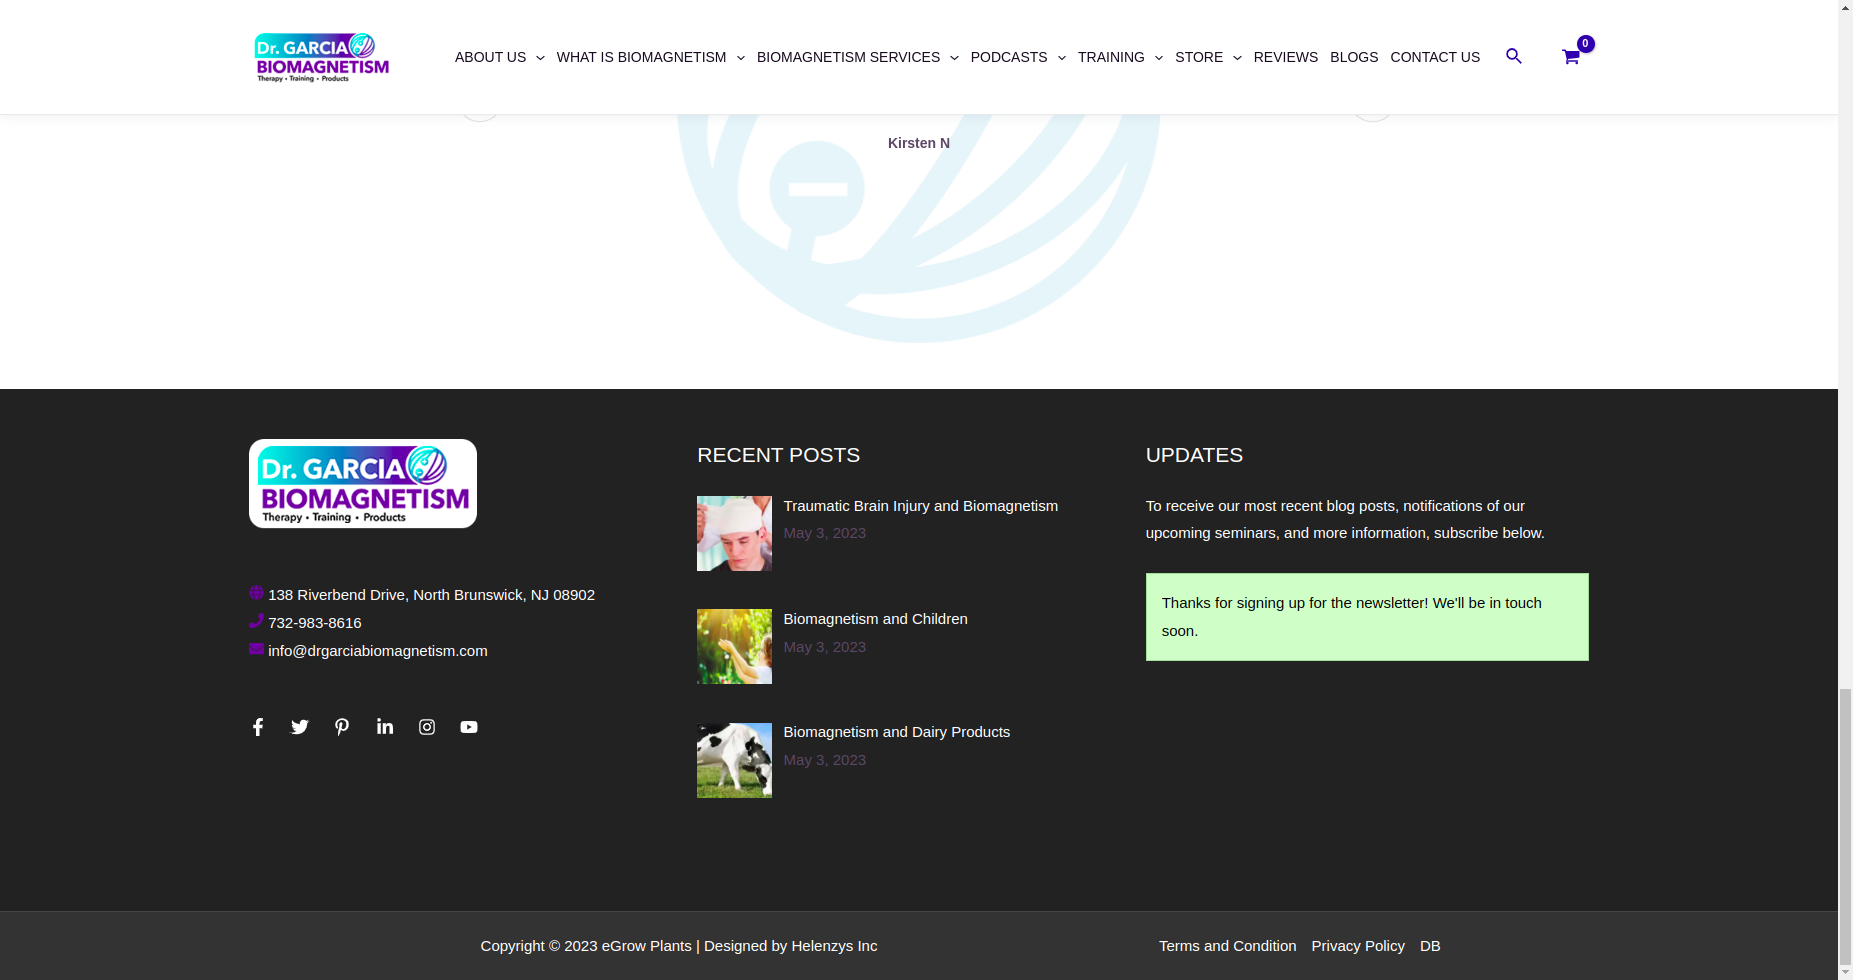 Dr. GARCIA
BIOMAGNETISM
Therapy • Training • Products
ABOUT US WHAT IS BIOMAGNETISM BIOMAGNETISM SERVICES PODCASTS TRAINING STORE REVIEWS BLOGS CONTACT US 0
Kirsten N
Dr. GARCIA
BIOMAGNETISM
Therapy • Training • Products
138 Riverbend Drive, North Brunswick, NJ 08902
732-983-8616
info@drgarciabiomagnetism.com
RECENT POSTS
Traumatic Brain Injury and Biomagnetism
May 3, 2023
Biomagnetism and Children
May 3, 2023
Biomagnetism and Dairy Products
May 3, 2023
UPDATES
To receive our most recent blog posts, notifications of our
upcoming seminars, and more information, subscribe below.
Thanks for signing up for the newsletter! We'll be in touch
soon.
Copyright © 2023 eGrow Plants | Designed by Helenzys Inc
Terms and Condition Privacy Policy DB